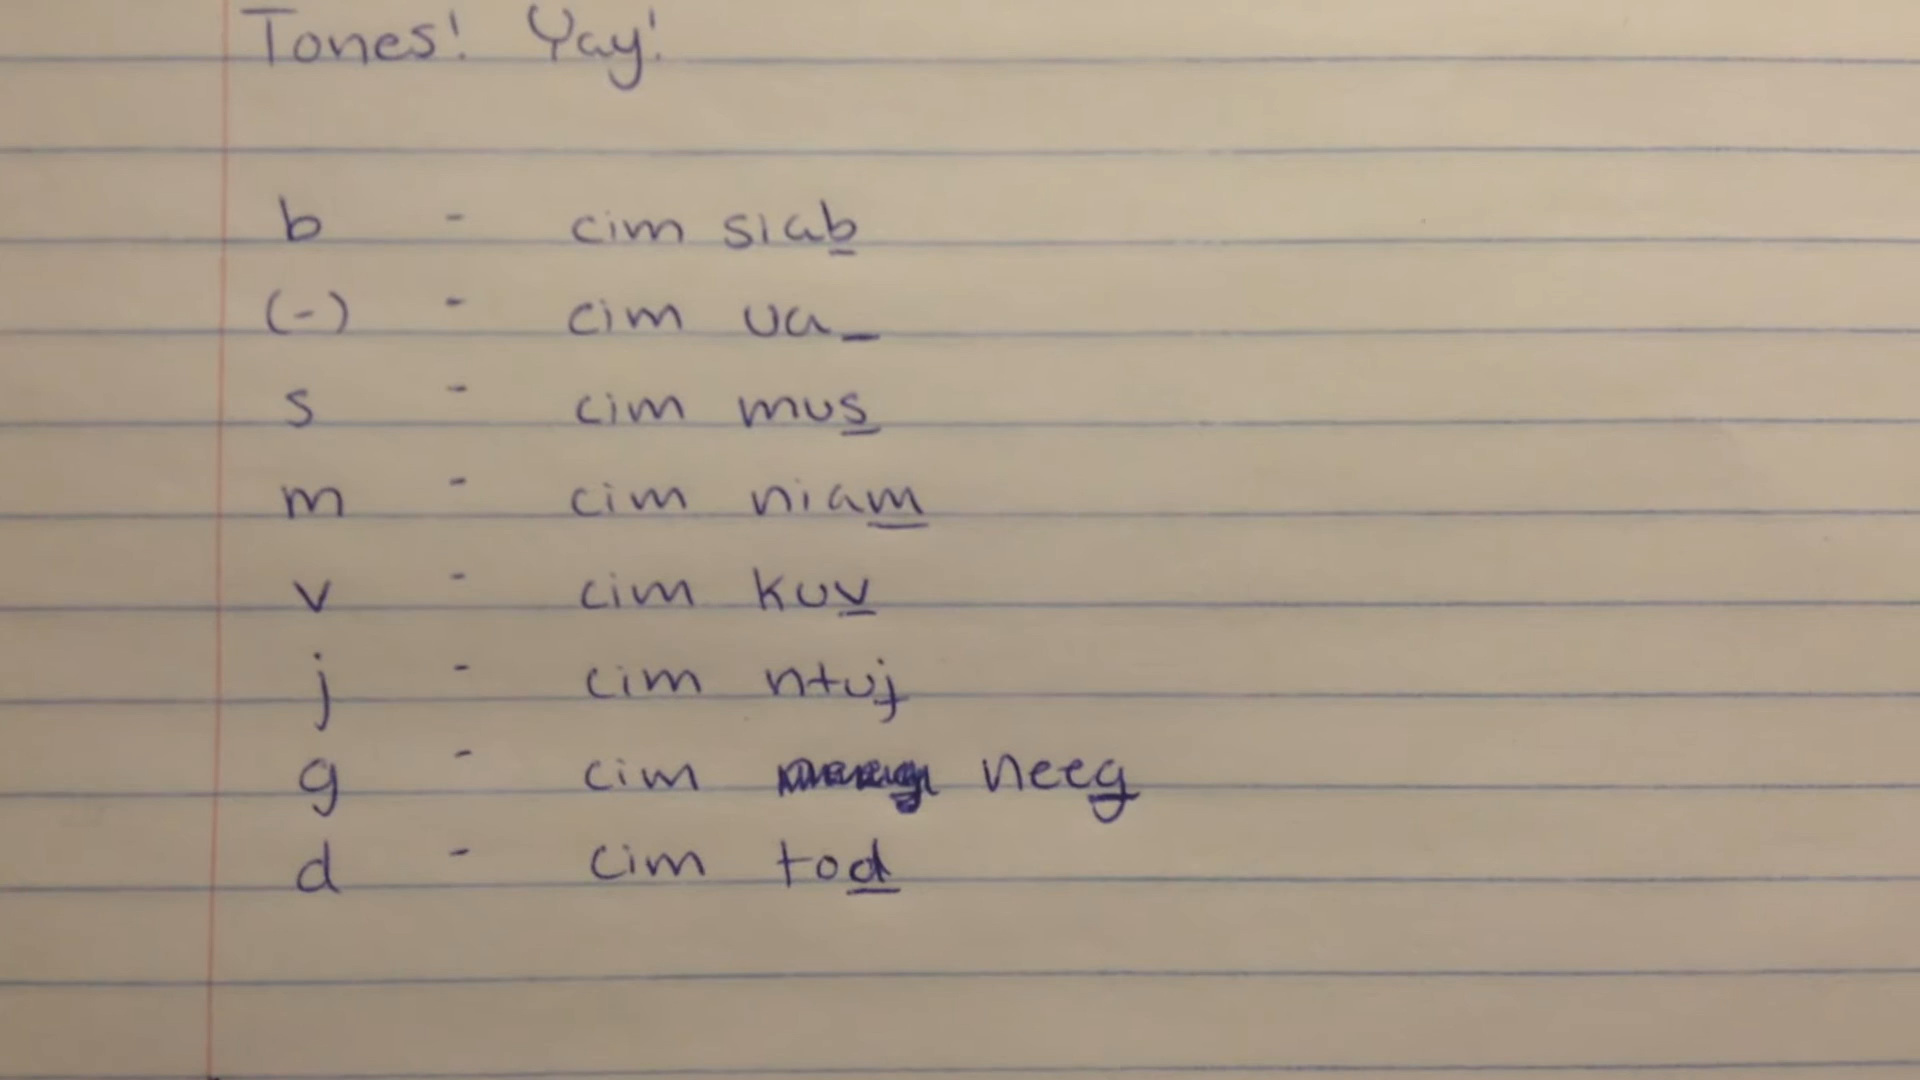 Tones! Yay!
b - cim siab
(-) - cim ua_
s - cim mus
m - cim niam
v - cim kuv
j - cim ntuj
g - cim neeg
d - cim tod